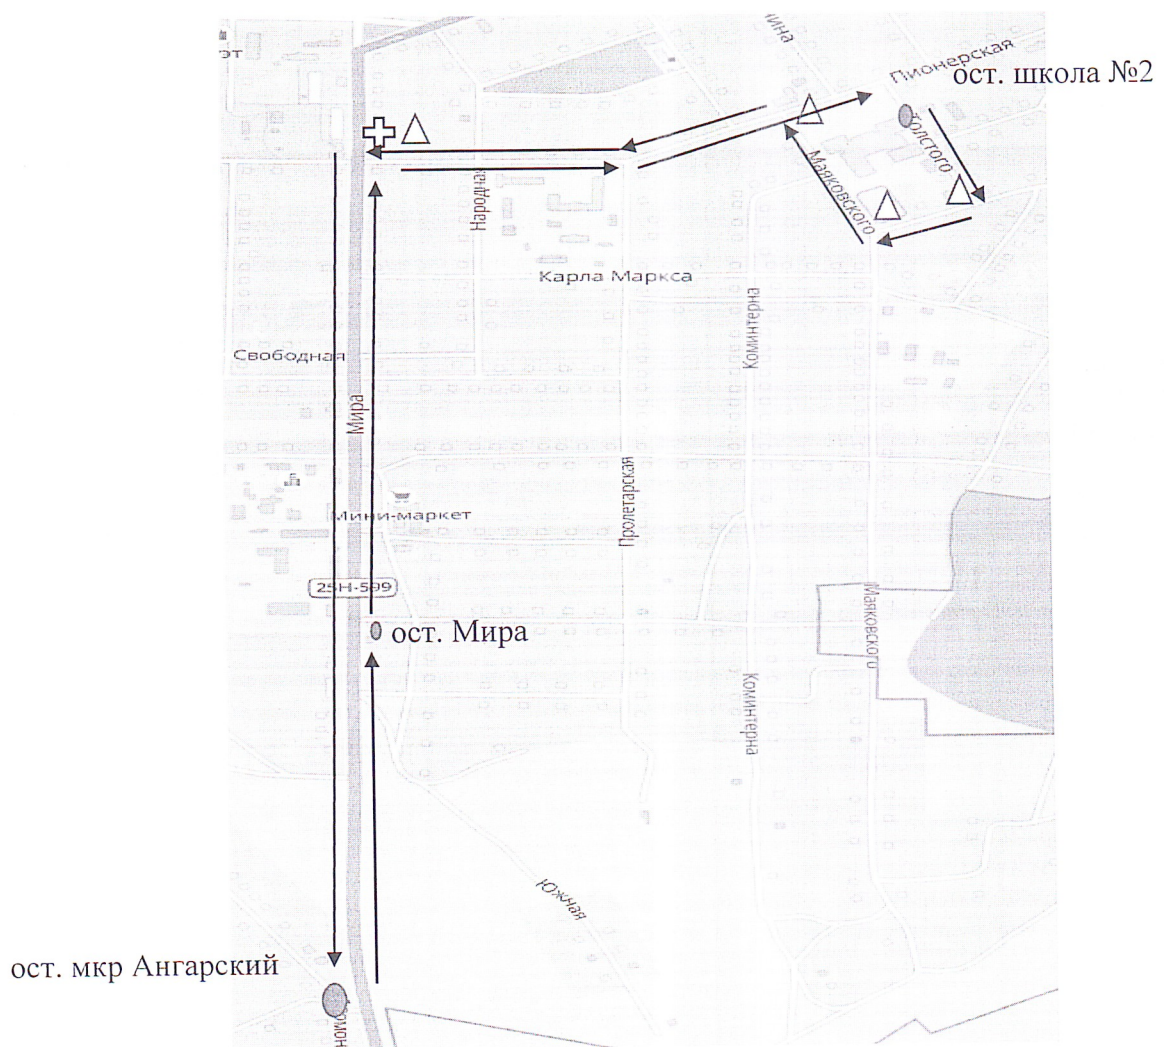 эт
Пионерская
ост. школа №2
Толстого
Маяковского
Народная
Карла Маркса
Коминтерна
Свободная
Мира
Пролетарская
Мини-маркет
25Н-599
Маяковского
ост. Мира
Коминтерна
Южная
ост. мкр Ангарский